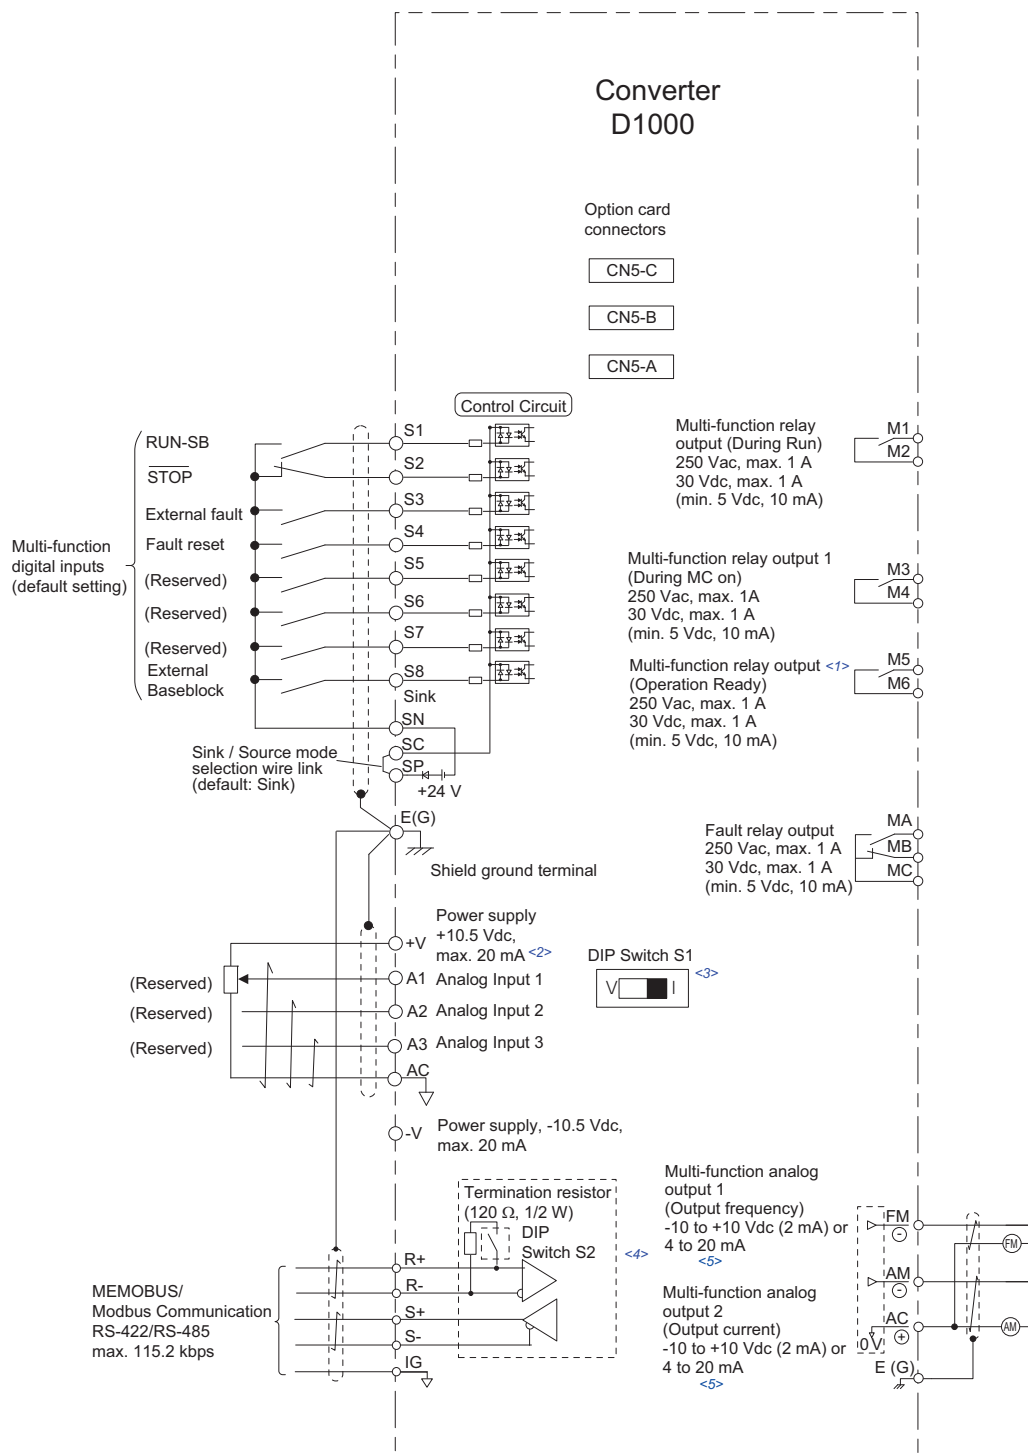 Converter
D1000
Option card
connectors
CN5-C
CN5-B
CN5-A
Control Circuit
Multi-function
digital inputs
(default setting)
RUN-SB
STOP
External fault
Fault reset
(Reserved)
(Reserved)
(Reserved)
External
Baseblock
S1
S2
S3
S4
S5
S6
S7
S8
Sink
SN
SC
SP
+24 V
Sink / Source mode
selection wire link
(default: Sink)
E(G)
Shield ground terminal
Multi-function relay
output (During Run)
250 Vac, max. 1 A
30 Vdc, max. 1 A
(min. 5 Vdc, 10 mA)
M1
M2
Multi-function relay output 1
(During MC on)
250 Vac, max. 1A
30 Vdc, max. 1 A
(min. 5 Vdc, 10 mA)
M3
M4
Multi-function relay output <1>
(Operation Ready)
250 Vac, max. 1 A
30 Vdc, max. 1 A
(min. 5 Vdc, 10 mA)
M5
M6
Fault relay output
250 Vac, max. 1 A
30 Vdc, max. 1 A
(min. 5 Vdc, 10 mA)
MA
MB
MC
Power supply
+10.5 Vdc,
max. 20 mA <2>
+V
(Reserved)
A1 Analog Input 1
(Reserved)
A2 Analog Input 2
(Reserved)
A3 Analog Input 3
AC
-V
Power supply, -10.5 Vdc,
max. 20 mA
DIP Switch S1
<3>
V I
Termination resistor
(120 Ω, 1/2 W)
DIP
Switch S2
<4>
MEMOBUS/
Modbus Communication
RS-422/RS-485
max. 115.2 kbps
R+
R-
S+
S-
IG
Multi-function analog
output 1
(Output frequency)
-10 to +10 Vdc (2 mA) or
4 to 20 mA
<5>
Multi-function analog
output 2
(Output current)
-10 to +10 Vdc (2 mA) or
4 to 20 mA
<5>
FM
-
FM
AM
-
AC
+
AM
0 V
E (G)